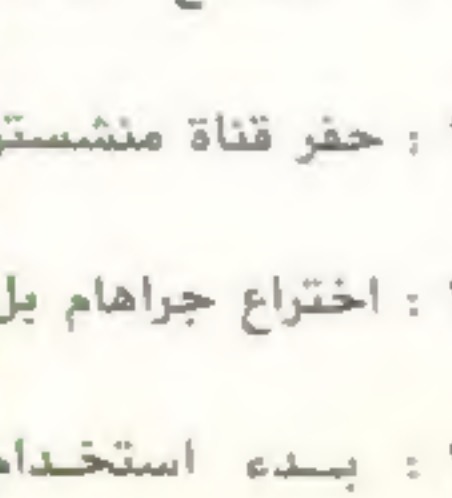 : حفر قناة منشستر
: اختراع جراهام بل
: بدء استخدام